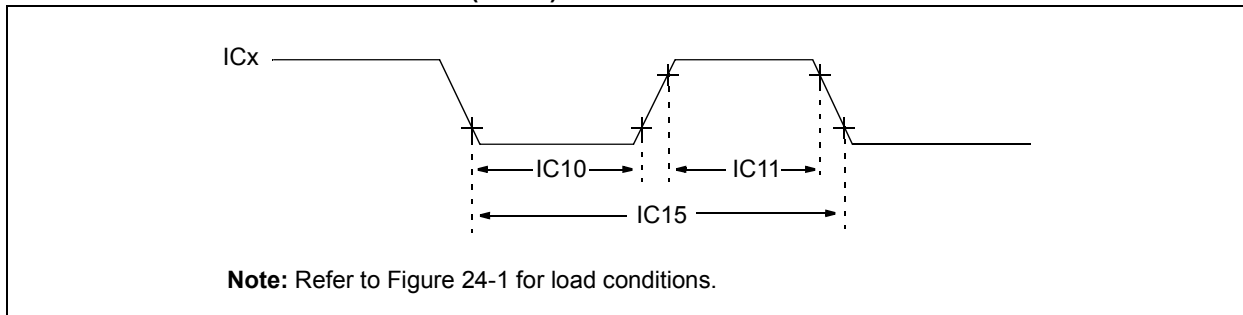 ICx
IC10
IC11
IC15
Note: Refer to Figure 24-1 for load conditions.